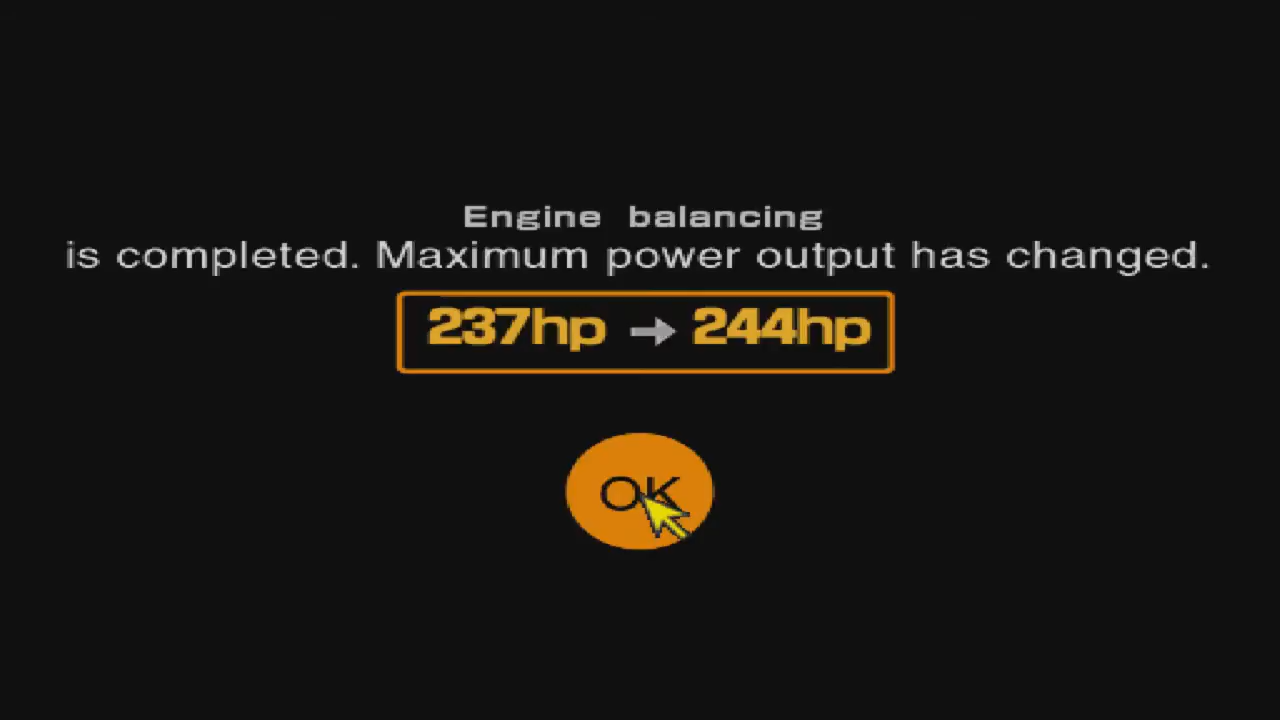 Engine balancing
is completed. Maximum power output has changed.
237hp → 244hp
OK